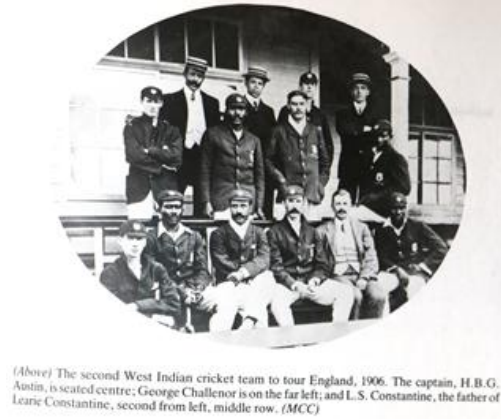 (Above) The second West Indian cricket team to tour England, 1906. The captain, H.B.G.
Austin, is seated centre; George Challenor is on the far left; and L.S. Constantine, the father of
Learie Constantine, second from left, middle row. (MCC)